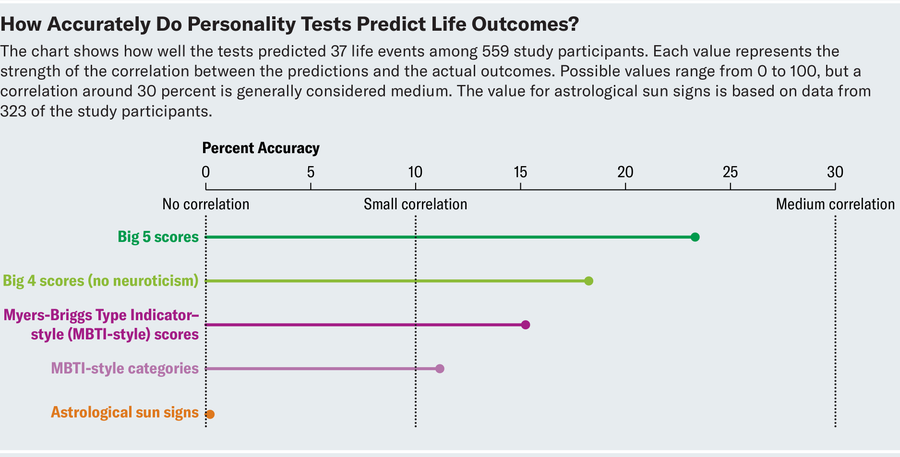 How Accurately Do Personality Tests Predict Life Outcomes?
The chart shows how well the tests predicted 37 life events among 559 study participants. Each value represents the
strength of the correlation between the predictions and the actual outcomes. Possible values range from 0 to 100, but a
correlation around 30 percent is generally considered medium. The value for astrological sun signs is based on data from
323 of the study participants.
Percent Accuracy
0 5 10 15 20 25 30
No correlation Small correlation Medium correlation
Big 5 scores
Big 4 scores (no neuroticism)
Myers-Briggs Type Indicator–
style (MBTI-style) scores
MBTI-style categories
Astrological sun signs